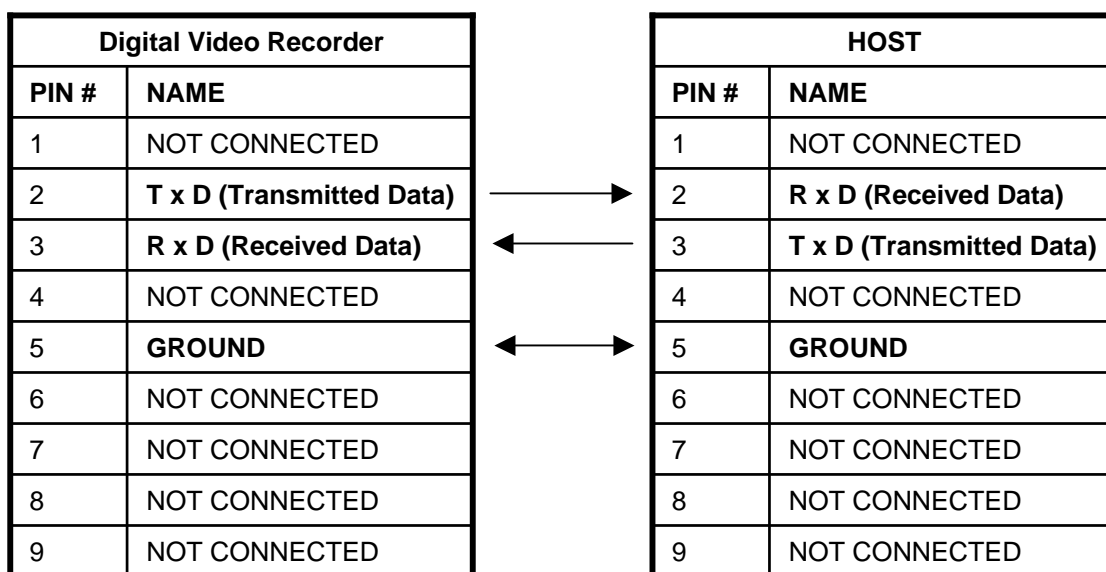 Digital Video Recorder
PIN # NAME
1 NOT CONNECTED
2 T x D (Transmitted Data)
3 R x D (Received Data)
4 NOT CONNECTED
5 GROUND
6 NOT CONNECTED
7 NOT CONNECTED
8 NOT CONNECTED
9 NOT CONNECTED
HOST
PIN # NAME
1 NOT CONNECTED
2 R x D (Received Data)
3 T x D (Transmitted Data)
4 NOT CONNECTED
5 GROUND
6 NOT CONNECTED
7 NOT CONNECTED
8 NOT CONNECTED
9 NOT CONNECTED